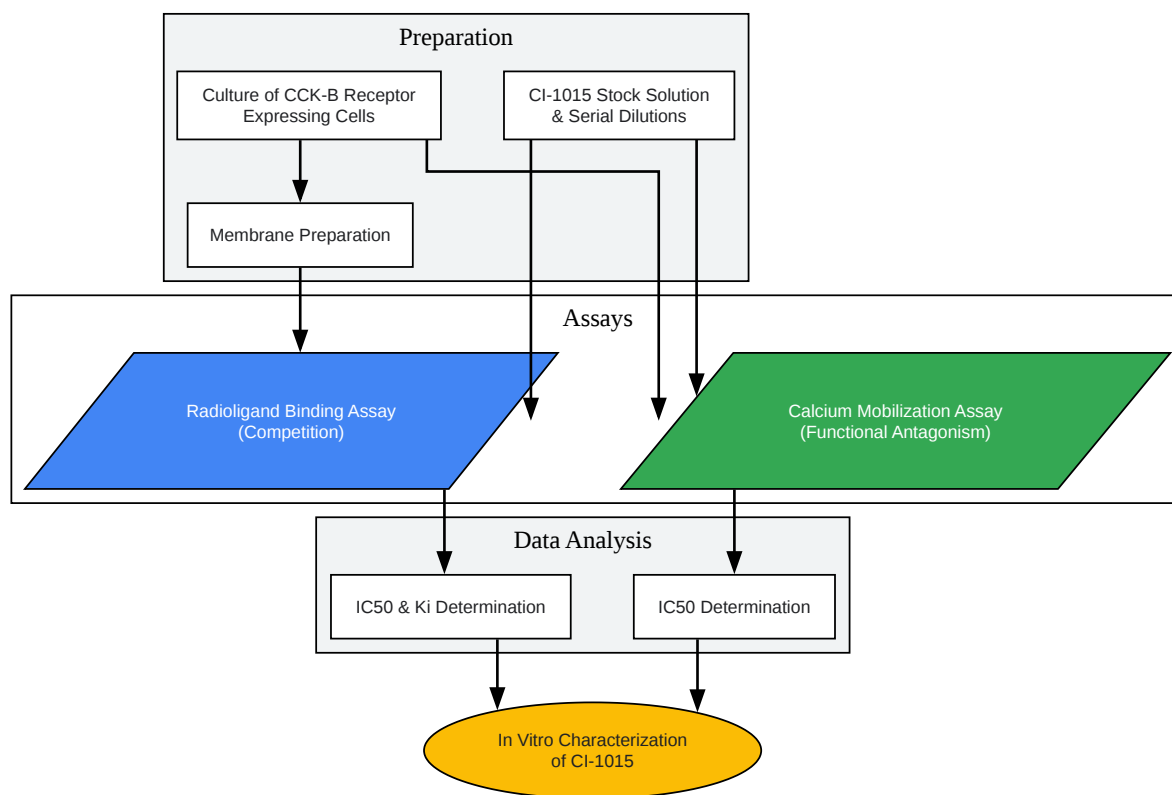 Preparation
Culture of CCK-B Receptor
Expressing Cells
CI-1015 Stock Solution
& Serial Dilutions
Membrane Preparation
Assays
Radioligand Binding Assay
(Competition)
Calcium Mobilization Assay
(Functional Antagonism)
Data Analysis
IC50 & Ki Determination
IC50 Determination
In Vitro Characterization
of CI-1015